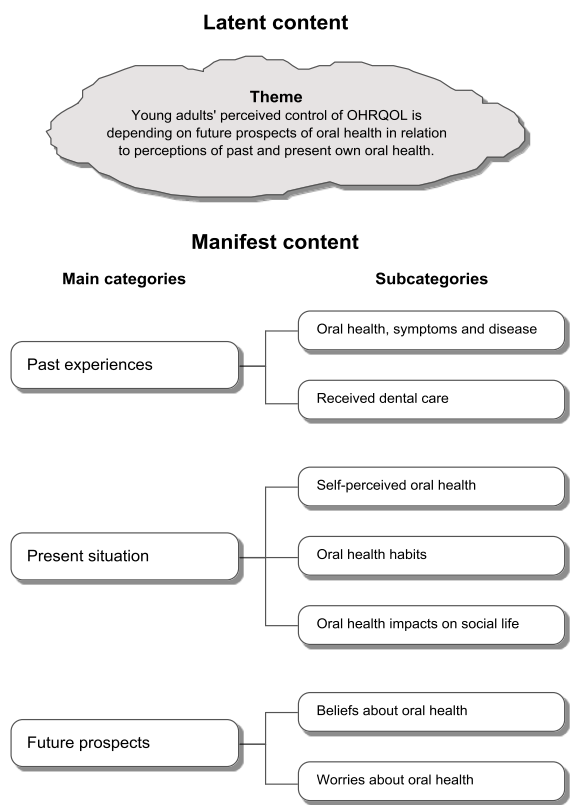 Latent content
Theme
Young adults' perceived control of OHRQOL is
depending on future prospects of oral health in relation
to perceptions of past and present own oral health.
Manifest content
Main categories
Subcategories
Past experiences
Oral health, symptoms and disease
Received dental care
Present situation
Self-perceived oral health
Oral health habits
Oral health impacts on social life
Future prospects
Beliefs about oral health
Worries about oral health